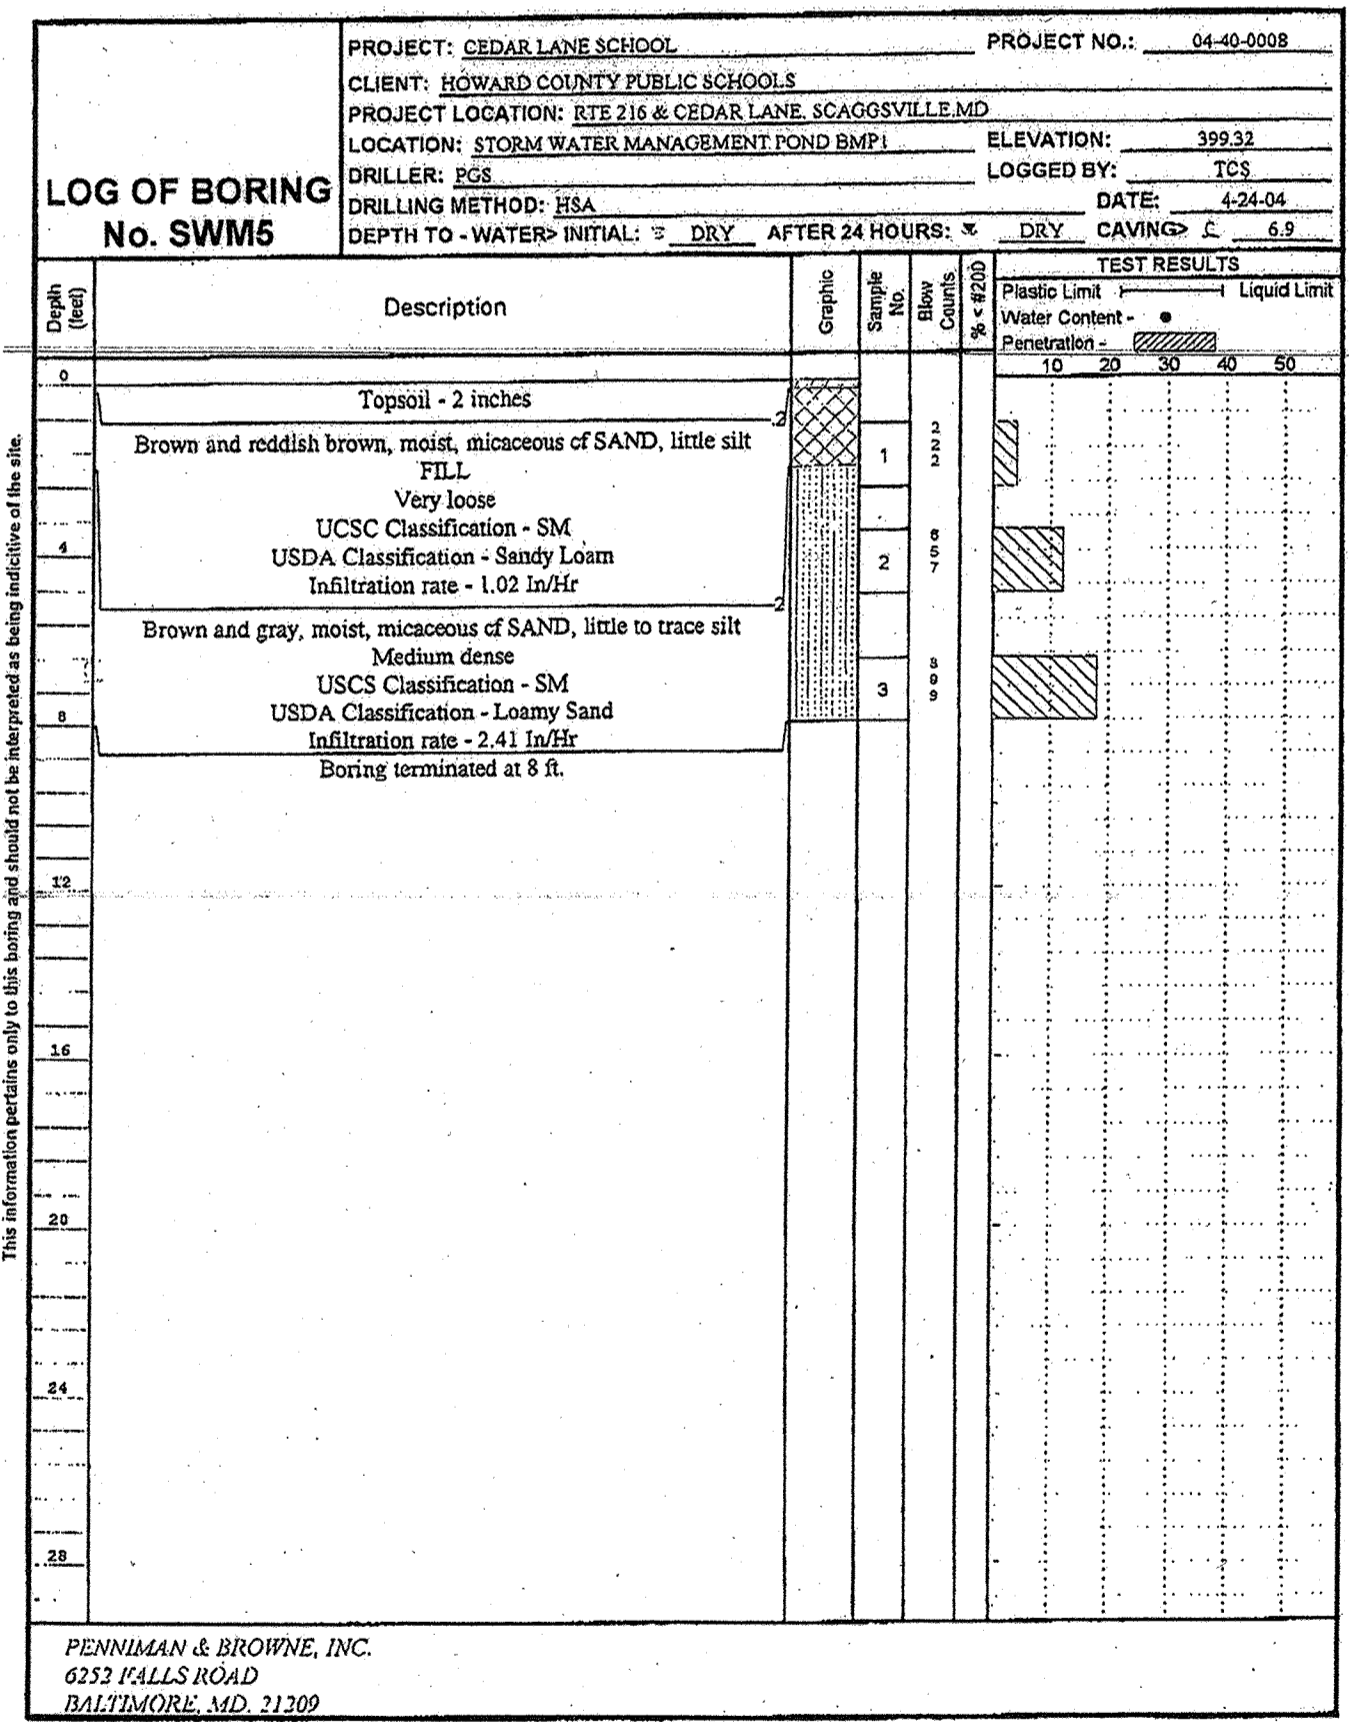 LOG OF BORING
No. SWM5
PROJECT: CEDAR LANE SCHOOL PROJECT NO.: 04-40-0008
CLIENT: HOWARD COUNTY PUBLIC SCHOOLS
PROJECT LOCATION: RTE 216 & CEDAR LANE, SCAGGSVILLE,MD
LOCATION: STORM WATER MANAGEMENT POND BMP1 ELEVATION: 399.32
DRILLER: PGS LOGGED BY: TCS
DRILLING METHOD: HSA DATE: 4-24-04
DEPTH TO - WATER> INITIAL: DRY AFTER 24 HOURS: DRY CAVING> 6.9
Depth (feet) Description Graphic Sample No. Blow Counts % < #200
TEST RESULTS
Plastic Limit Liquid Limit
Water Content -
Penetration -
10 20 30 40 50
0
Topsoil - 2 inches
.2
Brown and reddish brown, moist, micaceous cf SAND, little silt
FILL
Very loose
UCSC Classification - SM
USDA Classification - Sandy Loam
Infiltration rate - 1.02 In/Hr
2
Brown and gray, moist, micaceous cf SAND, little to trace silt
Medium dense
USCS Classification - SM
USDA Classification - Loamy Sand
Infiltration rate - 2.41 In/Hr
Boring terminated at 8 ft.
1
2
2
2
2
6
5
7
3
8
9
9
4
8
12
16
20
24
28
This information pertains only to this boring and should not be interpreted as being indicitive of the site.
PENNIMAN & BROWNE, INC.
6252 FALLS ROAD
BALTIMORE, MD. 21209